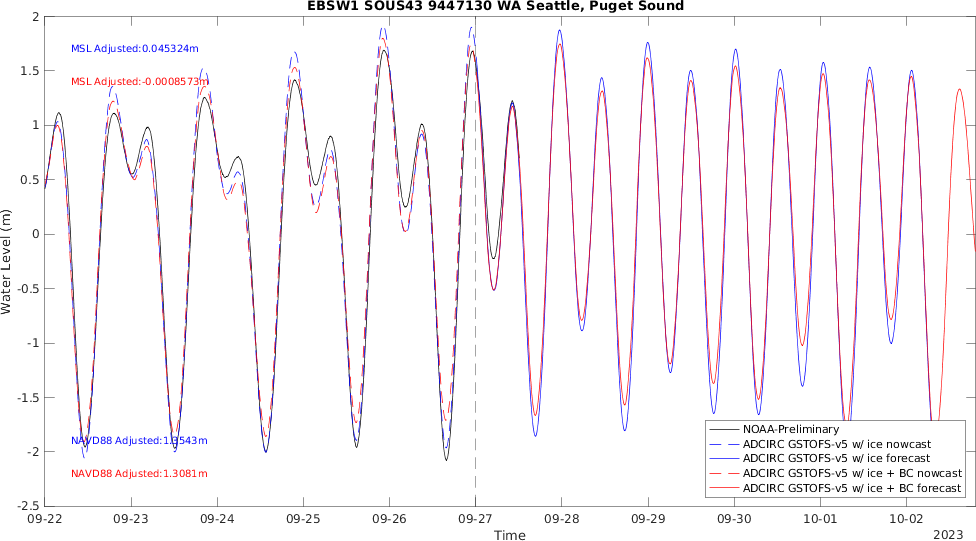 EBSW1 SOUS43 9447130 WA Seattle, Puget Sound
2
1.5
1
0.5
0
-0.5
-1
-1.5
-2
-2.5
Water Level (m)
MSL Adjusted:0.045324m
MSL Adjusted:-0.0008573m
NAVD88 Adjusted:1.3543m
NAVD88 Adjusted:1.3081m
NOAA-Preliminary
ADCIRC GSTOFS-v5 w/ ice nowcast
ADCIRC GSTOFS-v5 w/ ice forecast
ADCIRC GSTOFS-v5 w/ ice + BC nowcast
ADCIRC GSTOFS-v5 w/ ice + BC forecast
09-22 09-23 09-24 09-25 09-26 09-27 09-28 09-29 09-30 10-01 10-02
Time
2023